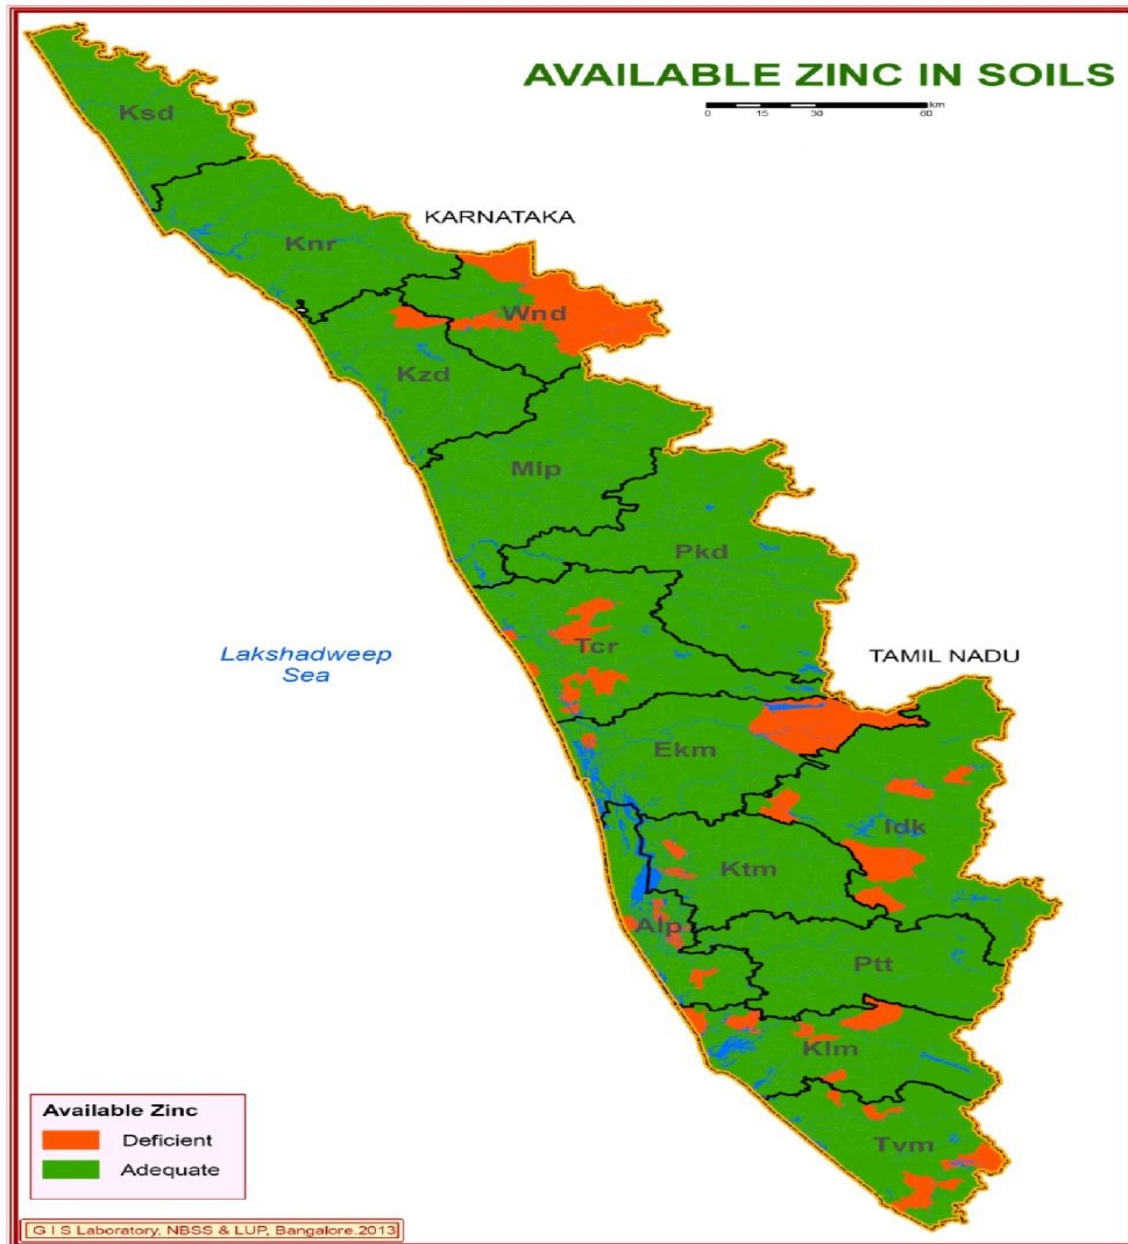 AVAILABLE ZINC IN SOILS
km
0 15 30 60
Ksd
KARNATAKA
Knr
Wnd
Kzd
Mlp
Pkd
Tcr
Lakshadweep
Sea
TAMIL NADU
Ekm
Idk
Ktm
Alp
Ptt
Klm
Tvm
Available Zinc
Deficient
Adequate
G I S Laboratory, NBSS & LUP, Bangalore.2013